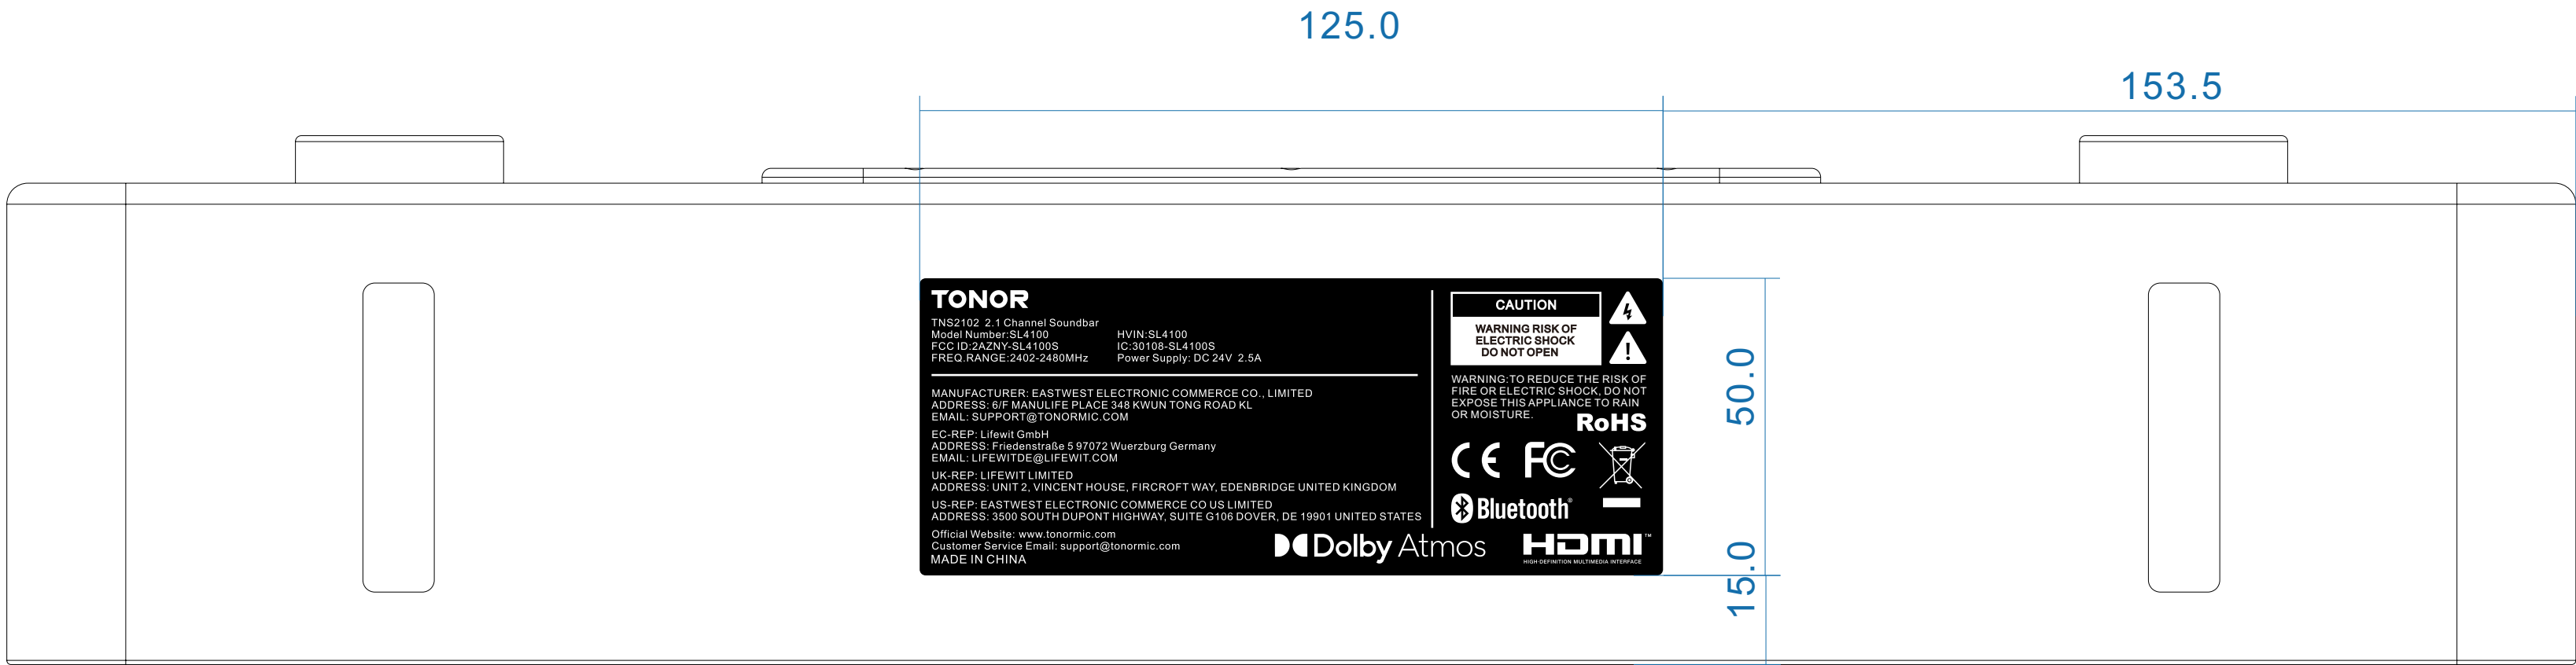 125.0
153.5
TONOR
TNS2102 2.1 Channel Soundbar
Model Number:SL4100 HVIN:SL4100
FCC ID:2AZNY-SL4100S IC:30108-SL4100S
FREQ.RANGE:2402-2480MHz Power Supply: DC 24V 2.5A
MANUFACTURER: EASTWEST ELECTRONIC COMMERCE CO., LIMITED
ADDRESS: 6/F MANULIFE PLACE 348 KWUN TONG ROAD KL
EMAIL: SUPPORT@TONORMIC.COM
EC-REP: Lifewit GmbH
ADDRESS: Friedenstraße 5 97072 Wuerzburg Germany
EMAIL: LIFEWITDE@LIFEWIT.COM
UK-REP: LIFEWIT LIMITED
ADDRESS: UNIT 2, VINCENT HOUSE, FIRCROFT WAY, EDENBRIDGE UNITED KINGDOM
US-REP: EASTWEST ELECTRONIC COMMERCE CO US LIMITED
ADDRESS: 3500 SOUTH DUPONT HIGHWAY, SUITE G106 DOVER, DE 19901 UNITED STATES
Official Website: www.tonormic.com
Customer Service Email: support@tonormic.com
MADE IN CHINA
CAUTION
WARNING RISK OF
ELECTRIC SHOCK
DO NOT OPEN
WARNING:TO REDUCE THE RISK OF
FIRE OR ELECTRIC SHOCK, DO NOT
EXPOSE THIS APPLIANCE TO RAIN
OR MOISTURE.
RoHS
CE FC
Bluetooth®
Dolby Atmos
HDMI™
HIGH-DEFINITION MULTIMEDIA INTERFACE
50.0
15.0